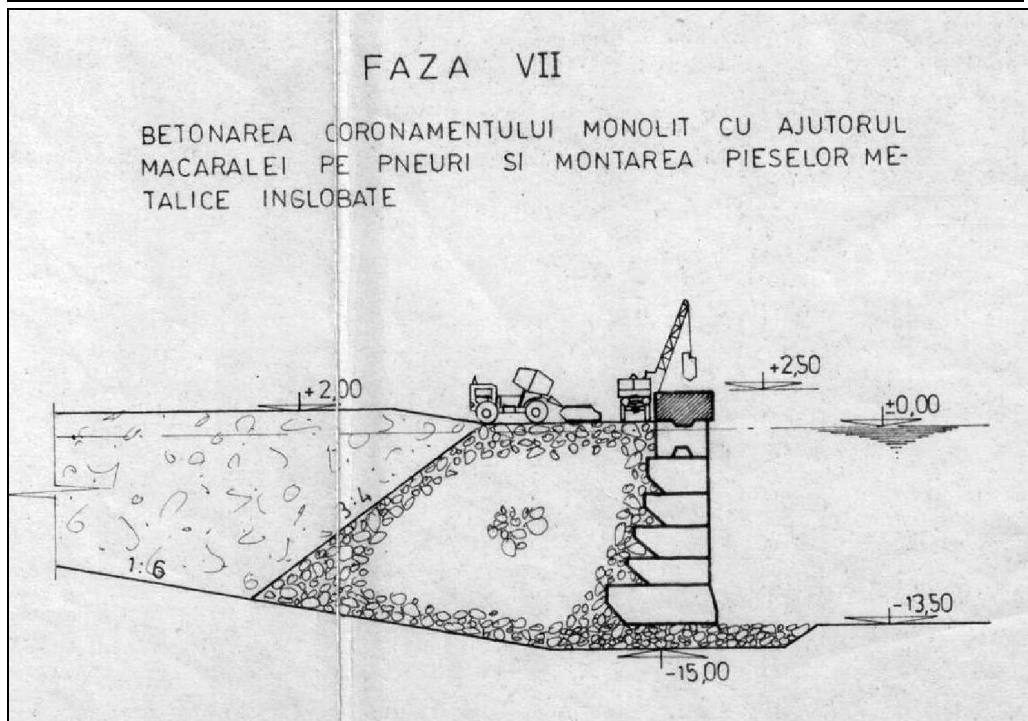 FAZA VII
BETONAREA CORONAMENTULUI MONOLIT CU AJUTORUL
MACARALEI PE PNEURI SI MONTAREA PIESELOR ME-
TALICE INGLOBATE
+2,50
+2,00
±0,00
3:4
1:6
-13,50
-15,00